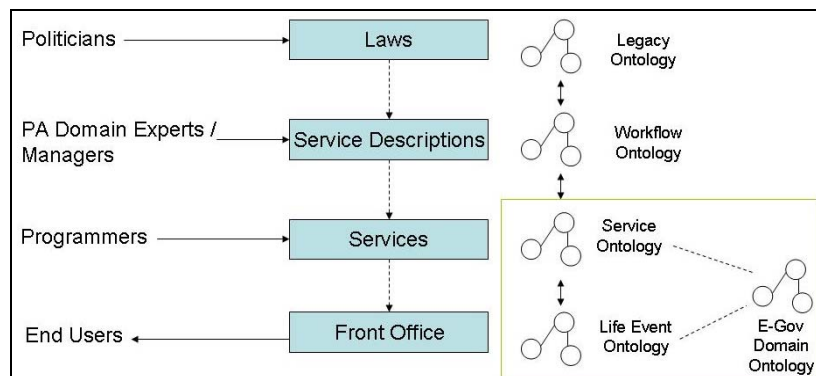 Politicians
Laws
Legacy
Ontology
PA Domain Experts /
Managers
Service Descriptions
Workflow
Ontology
Programmers
Services
Service
Ontology
End Users
Front Office
Life Event
Ontology
E-Gov
Domain
Ontology